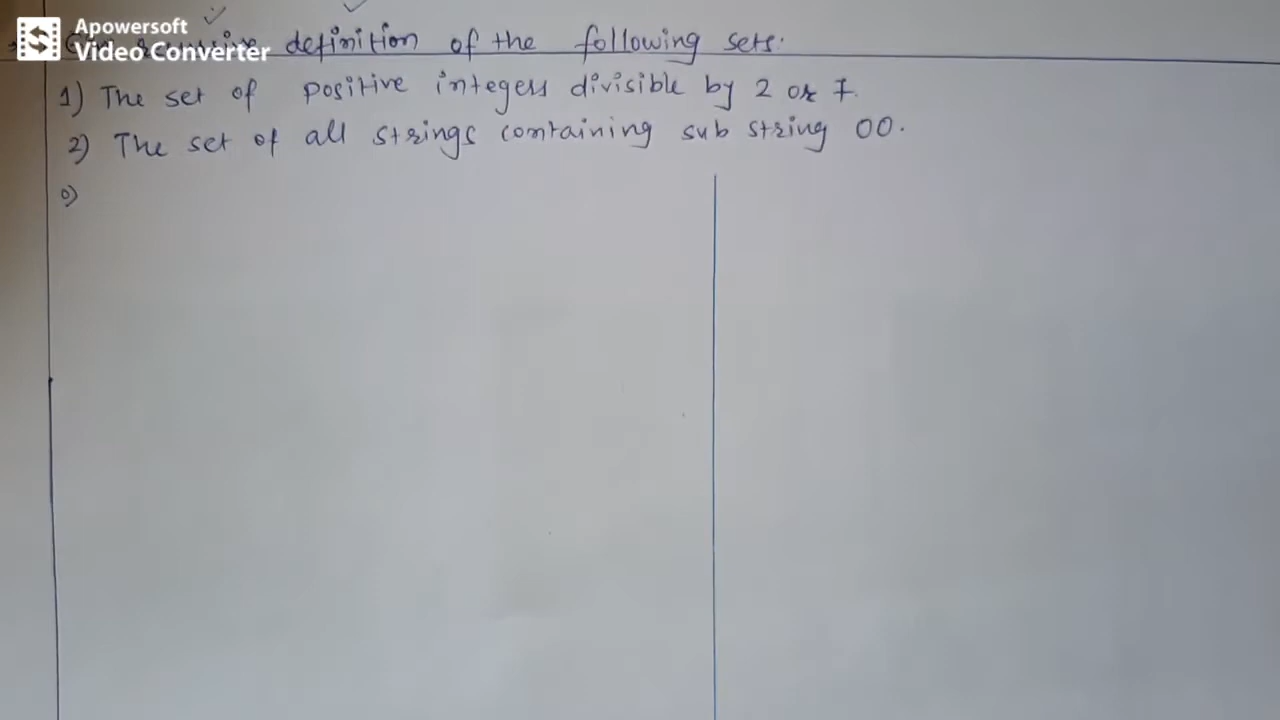 Apowersoft
Video Converter
definition of the following sets:
1) The set of positive integers divisible by 2 or 7.
2) The set of all strings containing sub string 00.
0)